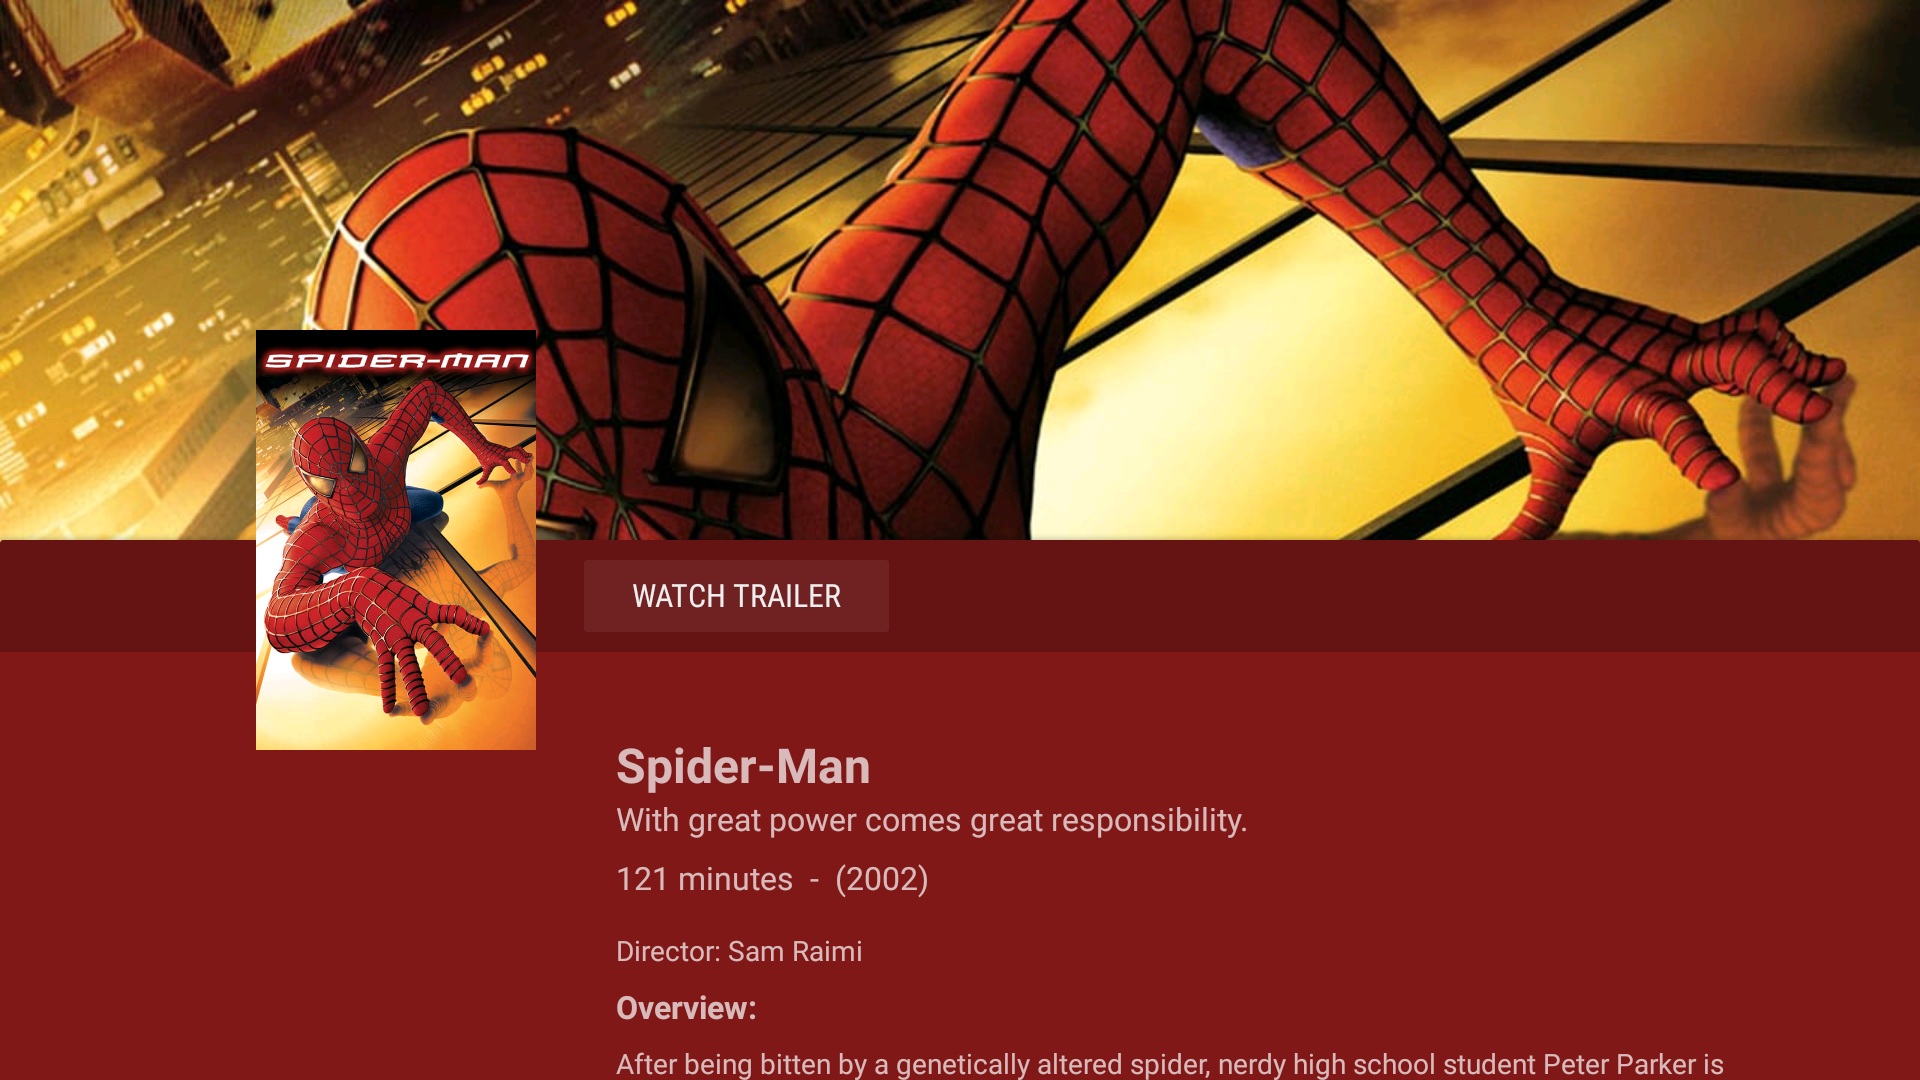 SPIDER-MAN
WATCH TRAILER
Spider-Man
With great power comes great responsibility.
121 minutes - (2002)
Director: Sam Raimi
Overview:
After being bitten by a genetically altered spider, nerdy high school student Peter Parker is